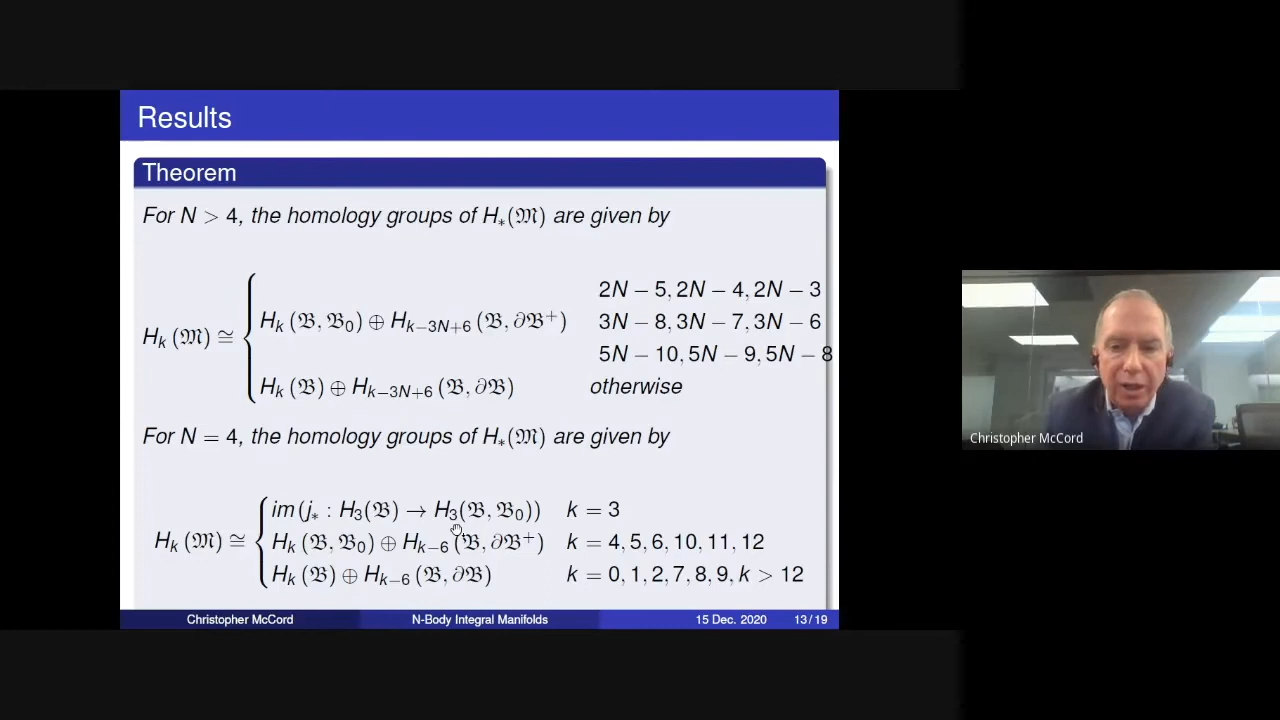 Results
Theorem
For N > 4, the homology groups of H_*(𝔐) are given by
2N − 5, 2N − 4, 2N − 3
H_k (𝔐) ≅ { H_k (𝔅, 𝔅_0) ⊕ H_{k−3N+6} (𝔅, ∂𝔅^+) 3N − 8, 3N − 7, 3N − 6
5N − 10, 5N − 9, 5N − 8
H_k (𝔅) ⊕ H_{k−3N+6} (𝔅, ∂𝔅) otherwise
For N = 4, the homology groups of H_*(𝔐) are given by
im (j_* : H_3(𝔅) → H_3(𝔅, 𝔅_0)) k = 3
H_k (𝔐) ≅ { H_k (𝔅, 𝔅_0) ⊕ H_{k−6} (𝔅, ∂𝔅^+) k = 4, 5, 6, 10, 11, 12
H_k (𝔅) ⊕ H_{k−6} (𝔅, ∂𝔅) k = 0, 1, 2, 7, 8, 9, k > 12
Christopher McCord N-Body Integral Manifolds 15 Dec. 2020 13 / 19
Christopher McCord